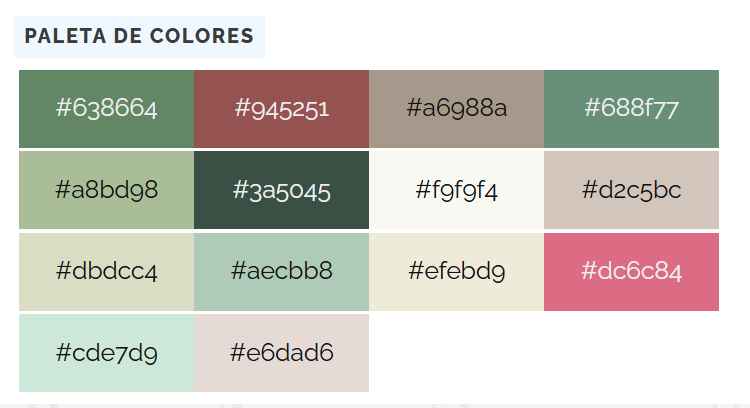 PALETA DE COLORES
#638664 #945251 #a6988a #688f77
#a8bd98 #3a5045 #f9f9f4 #d2c5bc
#dbdcc4 #aecbb8 #efebd9 #dc6c84
#cde7d9 #e6dad6